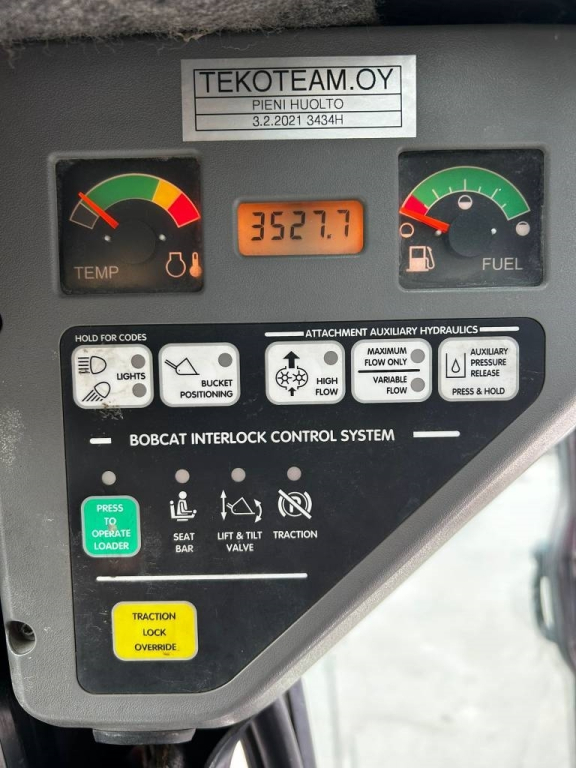 TEKOTEAM.OY
PIENI HUOLTO
3.2.2021 3434H
TEMP
3527.7
FUEL
HOLD FOR CODES
LIGHTS
BUCKET
POSITIONING
ATTACHMENT AUXILIARY HYDRAULICS
HIGH
FLOW
MAXIMUM
FLOW ONLY
VARIABLE
FLOW
AUXILIARY
PRESSURE
RELEASE
PRESS & HOLD
BOBCAT INTERLOCK CONTROL SYSTEM
PRESS
TO
OPERATE
LOADER
SEAT
BAR
LIFT & TILT
VALVE
P
TRACTION
TRACTION
LOCK
OVERRIDE